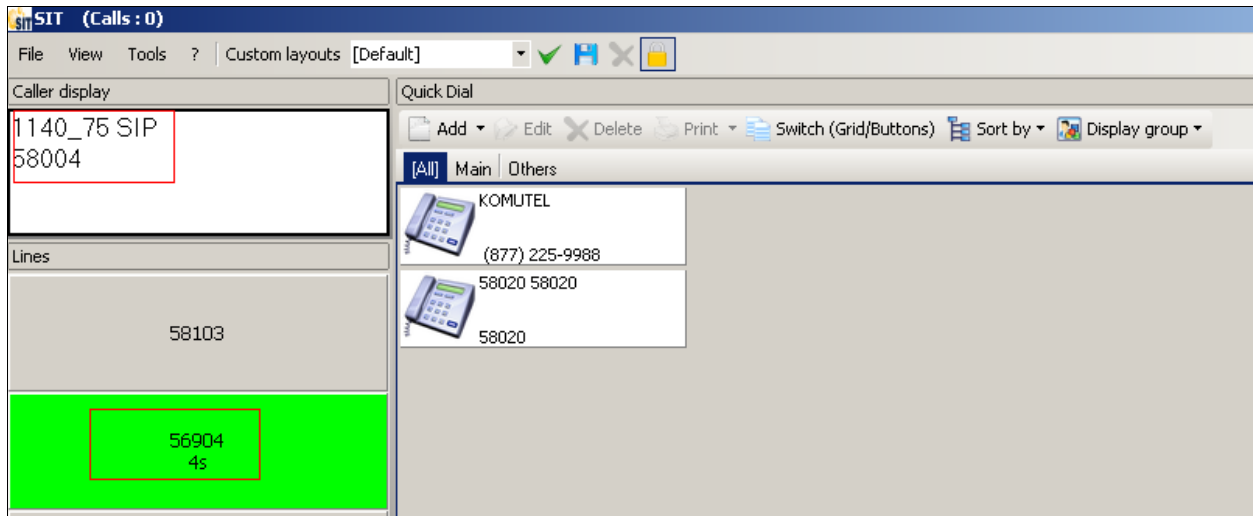 SIT SIT (Calls : 0)
File View Tools ? Custom layouts [Default]
Caller display
1140_75 SIP
58004
Lines
58103
56904
4s
Quick Dial
Add Edit Delete Print Switch (Grid/Buttons) Sort by Display group
[All] Main Others
KOMUTEL
(877) 225-9988
58020 58020
58020